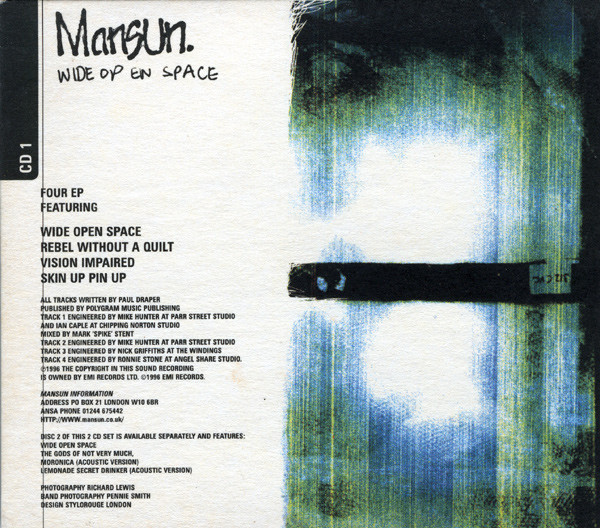 Mansun.
WIDE OP EN SPACE
CD 1
FOUR EP
FEATURING
WIDE OPEN SPACE
REBEL WITHOUT A QUILT
VISION IMPAIRED
SKIN UP PIN UP
ALL TRACKS WRITTEN BY PAUL DRAPER
PUBLISHED BY POLYGRAM MUSIC PUBLISHING
TRACK 1 ENGINEERED BY MIKE HUNTER AT PARR STREET STUDIO
AND IAN CAPLE AT CHIPPING NORTON STUDIO
MIXED BY MARK 'SPIKE' STENT
TRACK 2 ENGINEERED BY MIKE HUNTER AT PARR STREET STUDIO
TRACK 3 ENGINEERED BY NICK GRIFFITHS AT THE WINDINGS
TRACK 4 ENGINEERED BY RONNIE STONE AT ANGEL SHARE STUDIO.
℗1996 THE COPYRIGHT IN THIS SOUND RECORDING
IS OWNED BY EMI RECORDS LTD. ©1996 EMI RECORDS.
MANSUN INFORMATION
ADDRESS PO BOX 21 LONDON W10 6BR
ANSA PHONE 01244 675442
HTTP://WWW.mansun.co.uk/
DISC 2 OF THIS 2 CD SET IS AVAILABLE SEPARATELY AND FEATURES:
WIDE OPEN SPACE
THE GODS OF NOT VERY MUCH,
MORONICA (ACOUSTIC VERSION)
LEMONADE SECRET DRINKER (ACOUSTIC VERSION)
PHOTOGRAPHY RICHARD LEWIS
BAND PHOTOGRAPHY PENNIE SMITH
DESIGN STYLOROUGE LONDON